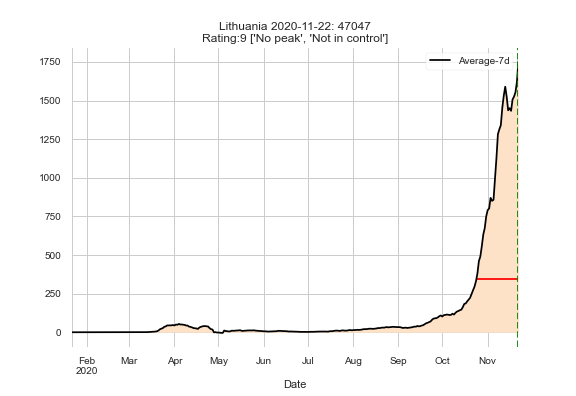 Lithuania 2020-11-22: 47047
Rating:9 ['No peak', 'Not in control']
Average-7d
1750
1500
1250
1000
750
500
250
0
Feb Mar Apr May Jun Jul Aug Sep Oct Nov
2020
Date